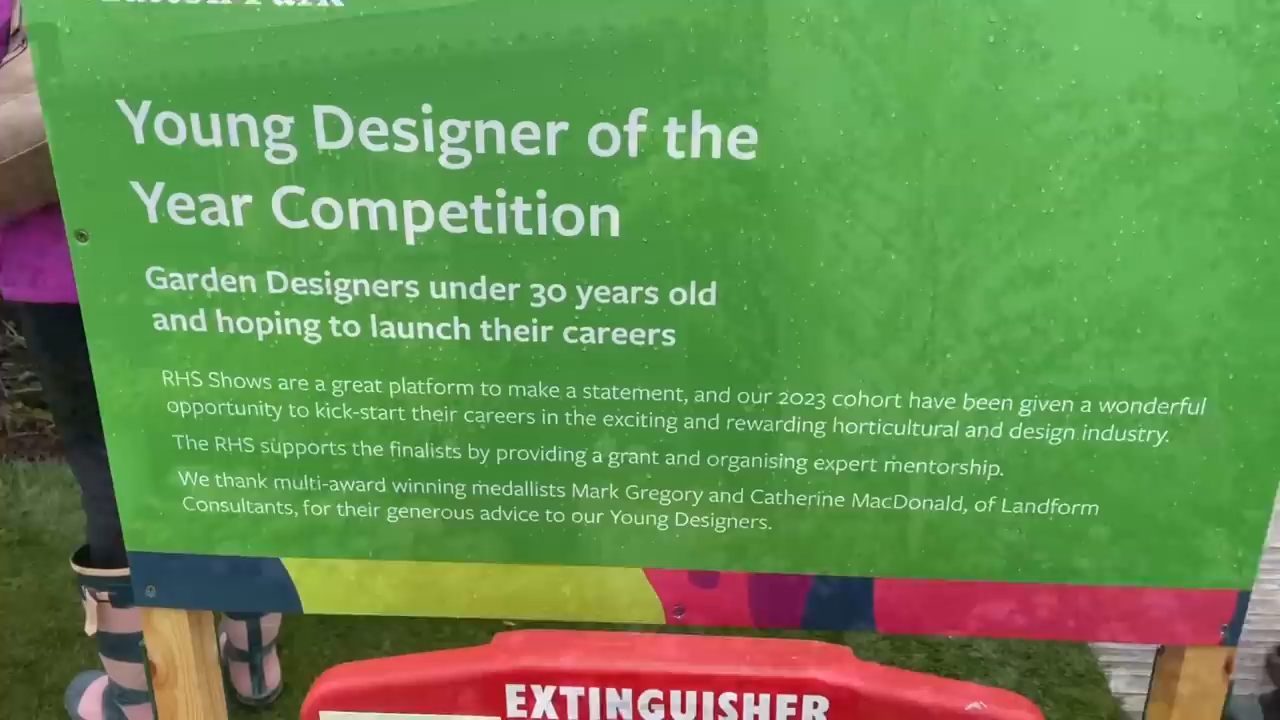 Young Designer of the
Year Competition
Garden Designers under 30 years old
and hoping to launch their careers
RHS Shows are a great platform to make a statement, and our 2023 cohort have been given a wonderful
opportunity to kick-start their careers in the exciting and rewarding horticultural and design industry.
The RHS supports the finalists by providing a grant and organising expert mentorship.
We thank multi-award winning medallists Mark Gregory and Catherine MacDonald, of Landform
Consultants, for their generous advice to our Young Designers.
EXTINGUISHER